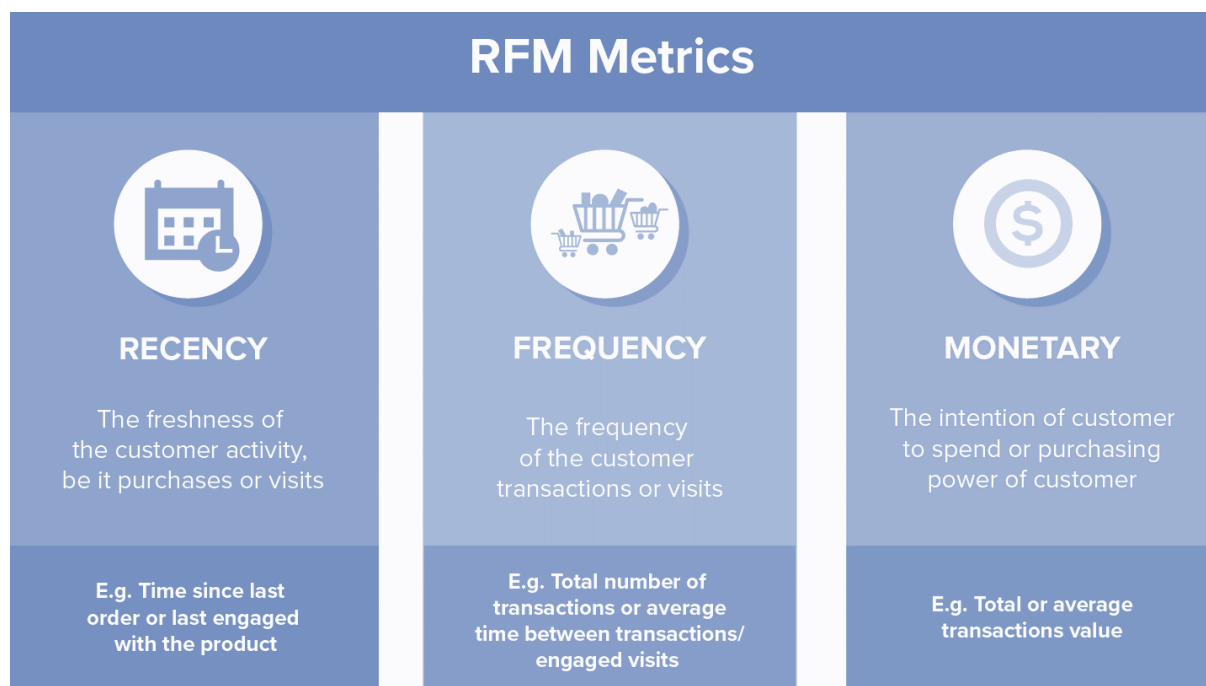 RFM Metrics
RECENCY
The freshness of
the customer activity,
be it purchases or visits
E.g. Time since last
order or last engaged
with the product
FREQUENCY
The frequency
of the customer
transactions or visits
E.g. Total number of
transactions or average
time between transactions/
engaged visits
$
MONETARY
The intention of customer
to spend or purchasing
power of customer
E.g. Total or average
transactions value